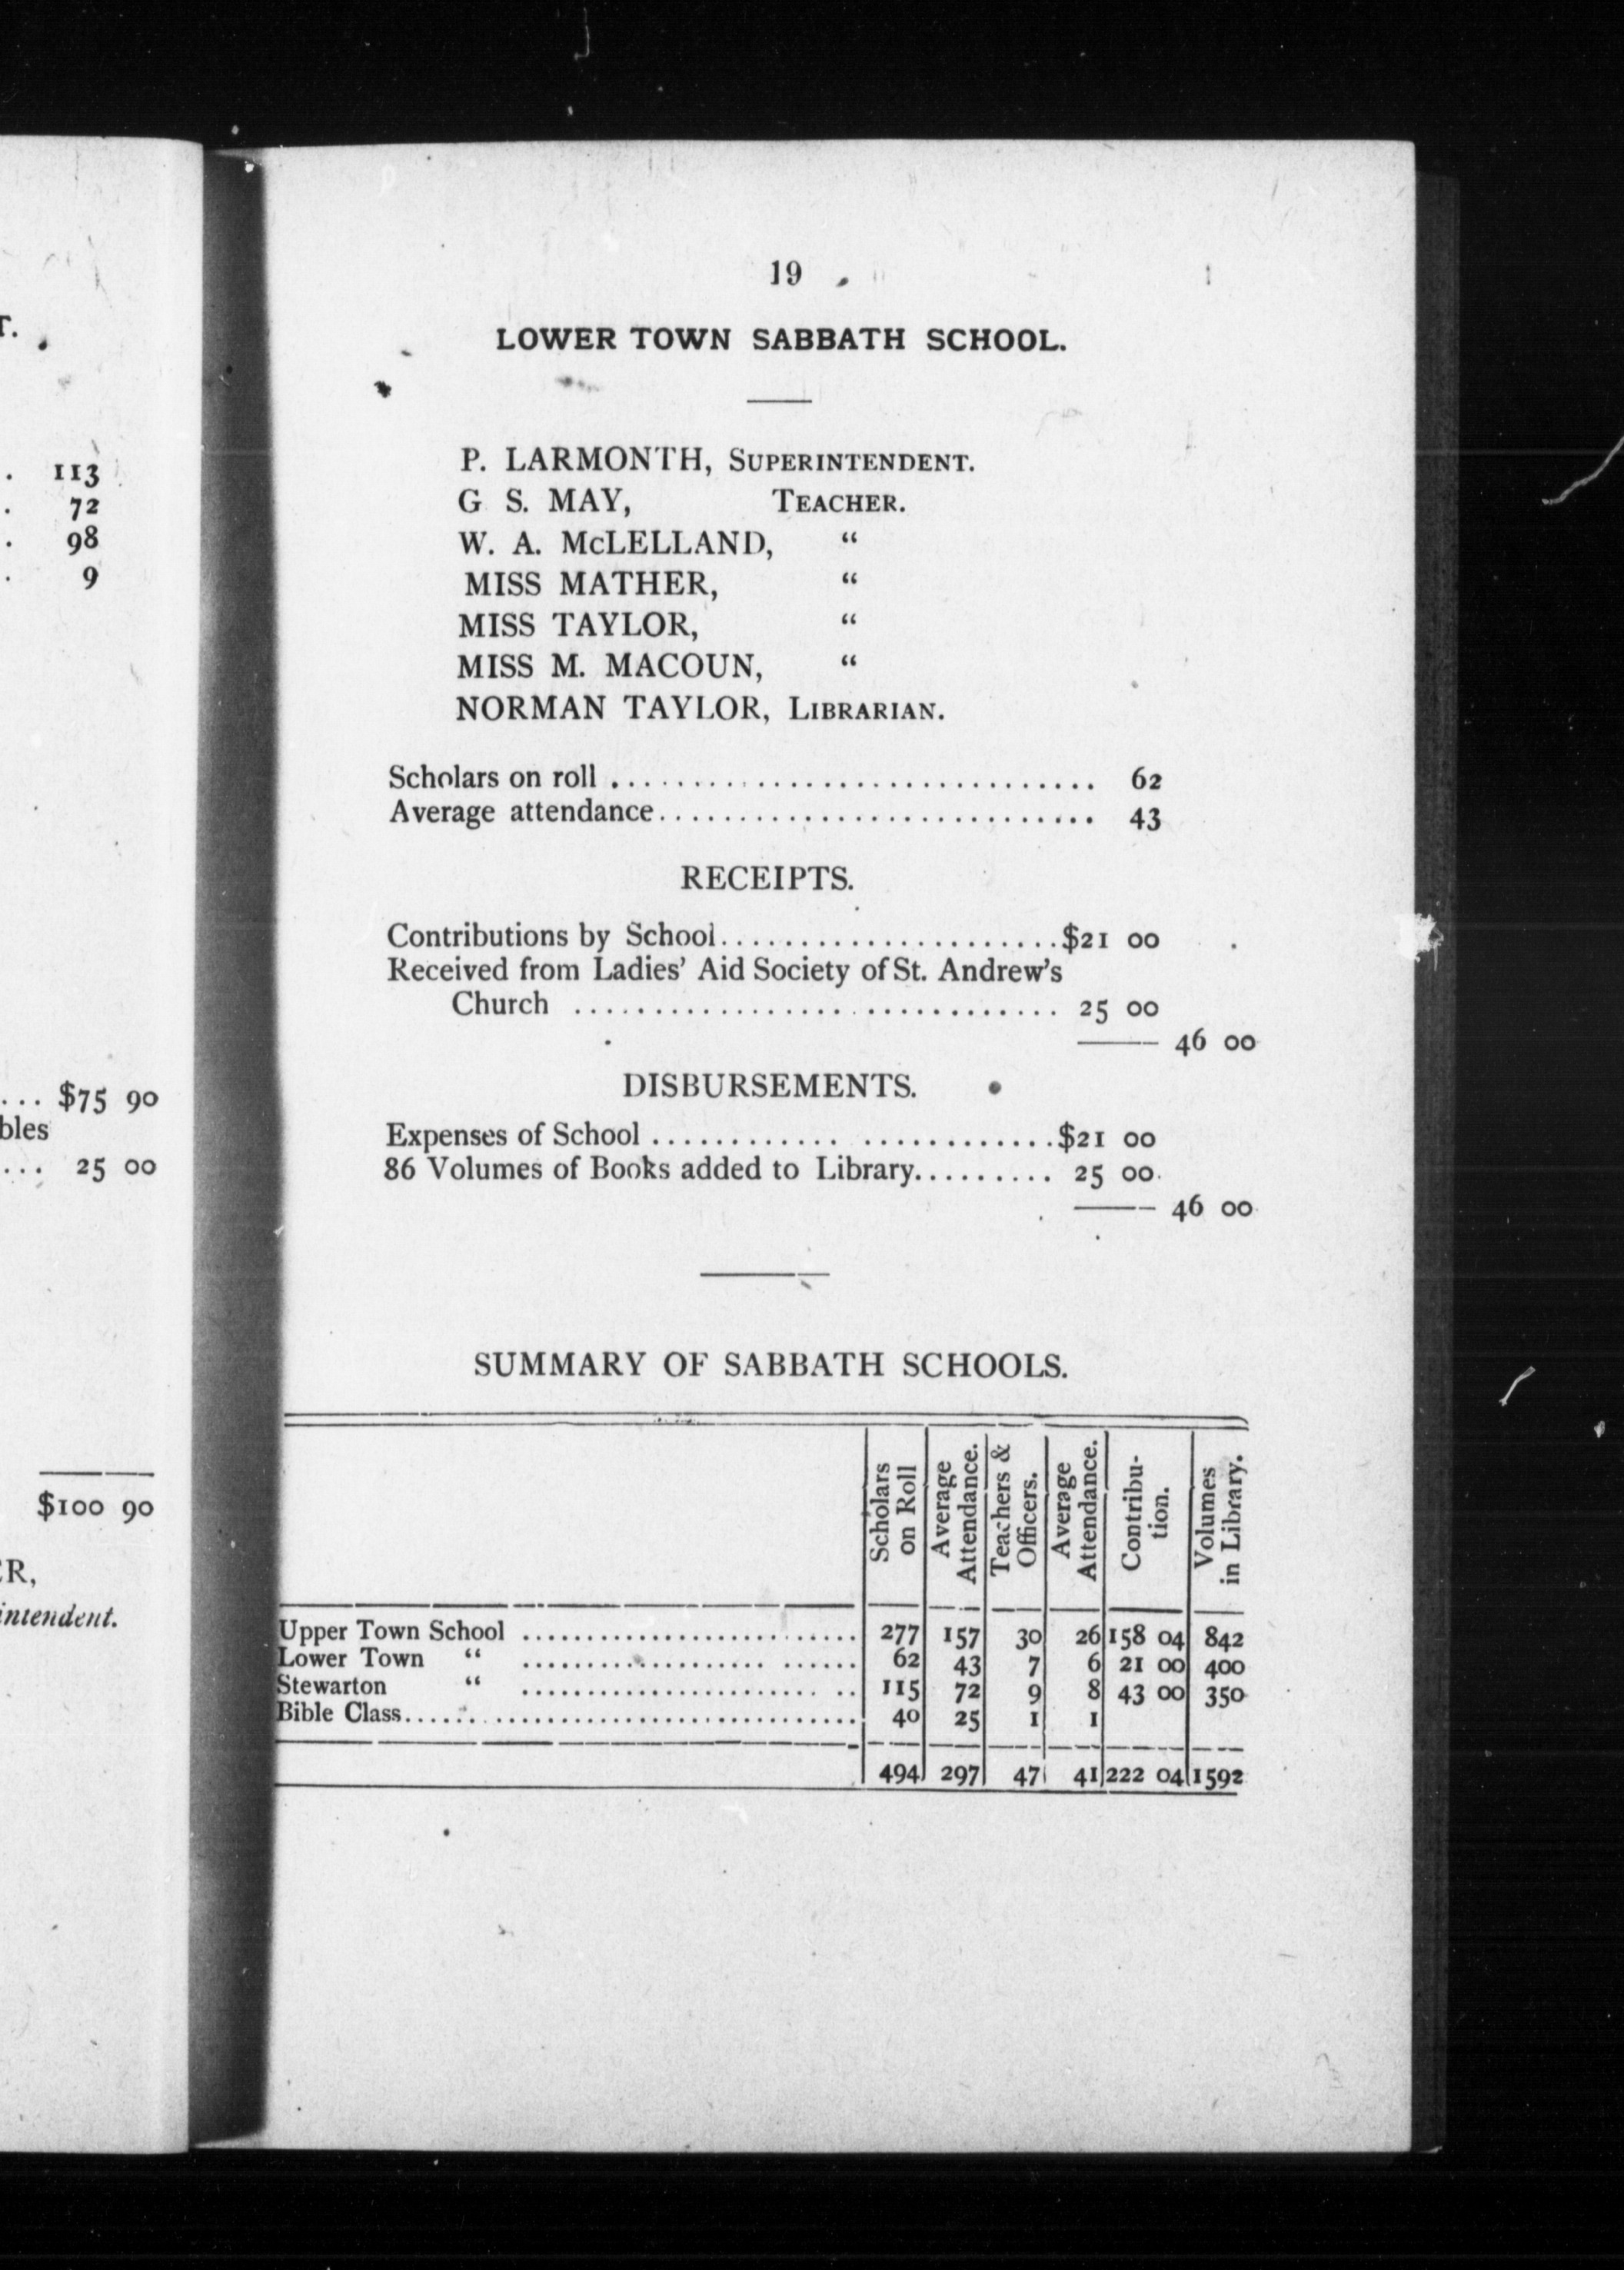 T.
. 113
. 72
. 98
. 9
... $75 90
bles
... 25 00
$100 90
ER,
intendent.
19
LOWER TOWN SABBATH SCHOOL.
P. LARMONTH, SUPERINTENDENT.
G S. MAY, TEACHER.
W. A. McLELLAND, “
MISS MATHER, “
MISS TAYLOR, “
MISS M. MACOUN, “
NORMAN TAYLOR, LIBRARIAN.
Scholars on roll .............................. 62
Average attendance............................ 43
RECEIPTS.
Contributions by School......................$21 00
Received from Ladies’ Aid Society of St. Andrew’s
Church .............................. 25 00
46 00
DISBURSEMENTS.
Expenses of School .........................$21 00
86 Volumes of Books added to Library......... 25 00
46 00
SUMMARY OF SABBATH SCHOOLS.
Scholars on Roll Average Attendance. Teachers & Officers. Average Attendance. Contribu-tion. Volumes in Library.
Upper Town School .......................... 277 157 30 26 158 04 842
Lower Town “ .......................... 62 43 7 6 21 00 400
Stewarton “ .......................... 115 72 9 8 43 00 350
Bible Class................................... 40 25 1 1
494 297 47 41 222 04 1592